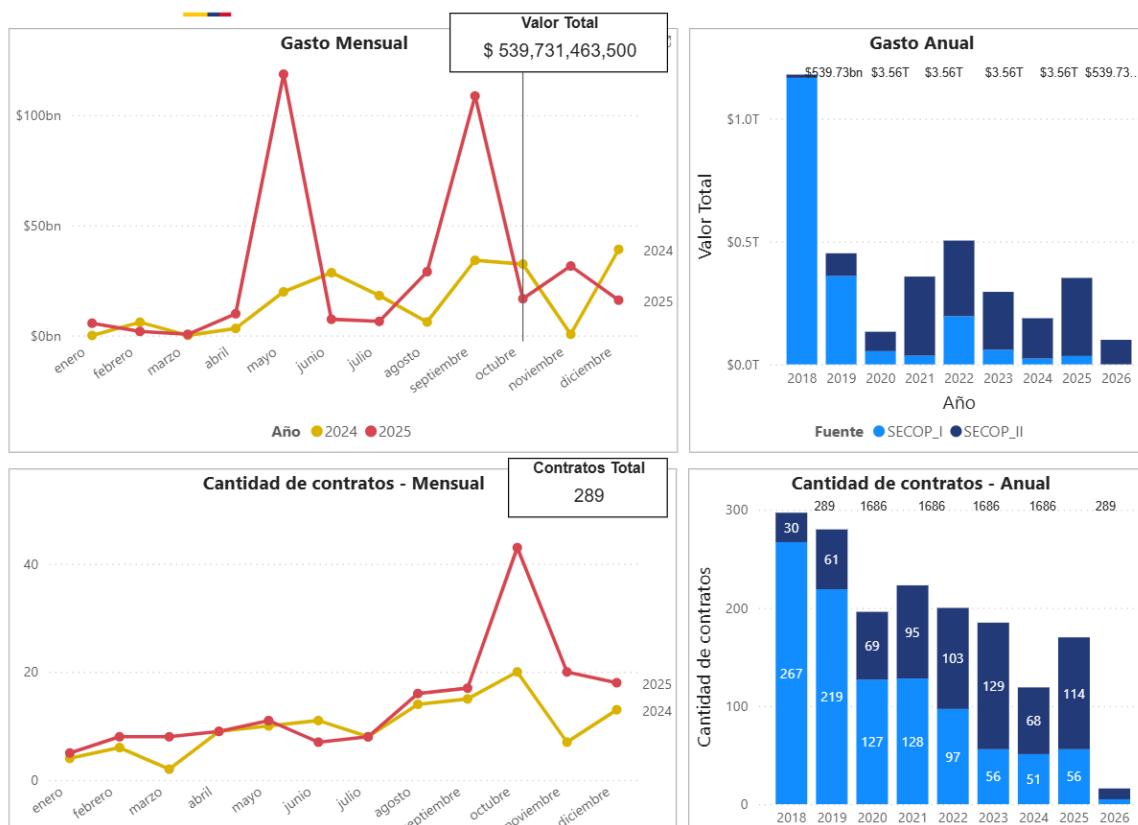 Gasto Mensual
Valor Total
$ 539,731,463,500
$100bn
$50bn
$0bn
2024
2025
enero
febrero
marzo
abril
mayo
junio
julio
agosto
septiembre
octubre
noviembre
diciembre
Año 2024 2025
Gasto Anual
$539.73bn $3.56T $3.56T $3.56T $3.56T $539.73...
$1.0T
$0.5T
$0.0T
Valor Total
2018 2019 2020 2021 2022 2023 2024 2025 2026
Año
Fuente SECOP_I SECOP_II
Cantidad de contratos - Mensual
Contratos Total
289
40
20
0
2025
2024
enero
febrero
marzo
abril
mayo
junio
julio
agosto
septiembre
octubre
noviembre
diciembre
Cantidad de contratos - Anual
289 1686 1686 1686 1686 289
300
200
100
0
Cantidad de contratos
30 61 69 95 103 129 68 114
267 219 127 128 97 56 51 56
2018 2019 2020 2021 2022 2023 2024 2025 2026